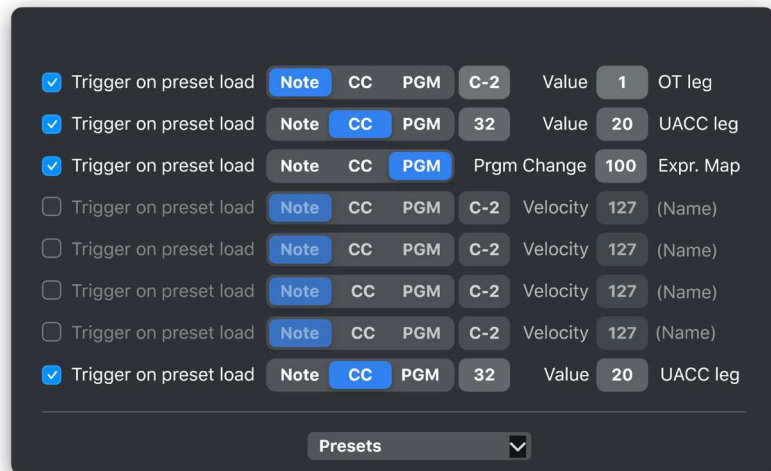 Trigger on preset load Note CC PGM C-2 Value 1 OT leg
Trigger on preset load Note CC PGM 32 Value 20 UACC leg
Trigger on preset load Note CC PGM Prgm Change 100 Expr. Map
Trigger on preset load Note CC PGM C-2 Velocity 127 (Name)
Trigger on preset load Note CC PGM C-2 Velocity 127 (Name)
Trigger on preset load Note CC PGM C-2 Velocity 127 (Name)
Trigger on preset load Note CC PGM C-2 Velocity 127 (Name)
Trigger on preset load Note CC PGM 32 Value 20 UACC leg
Presets